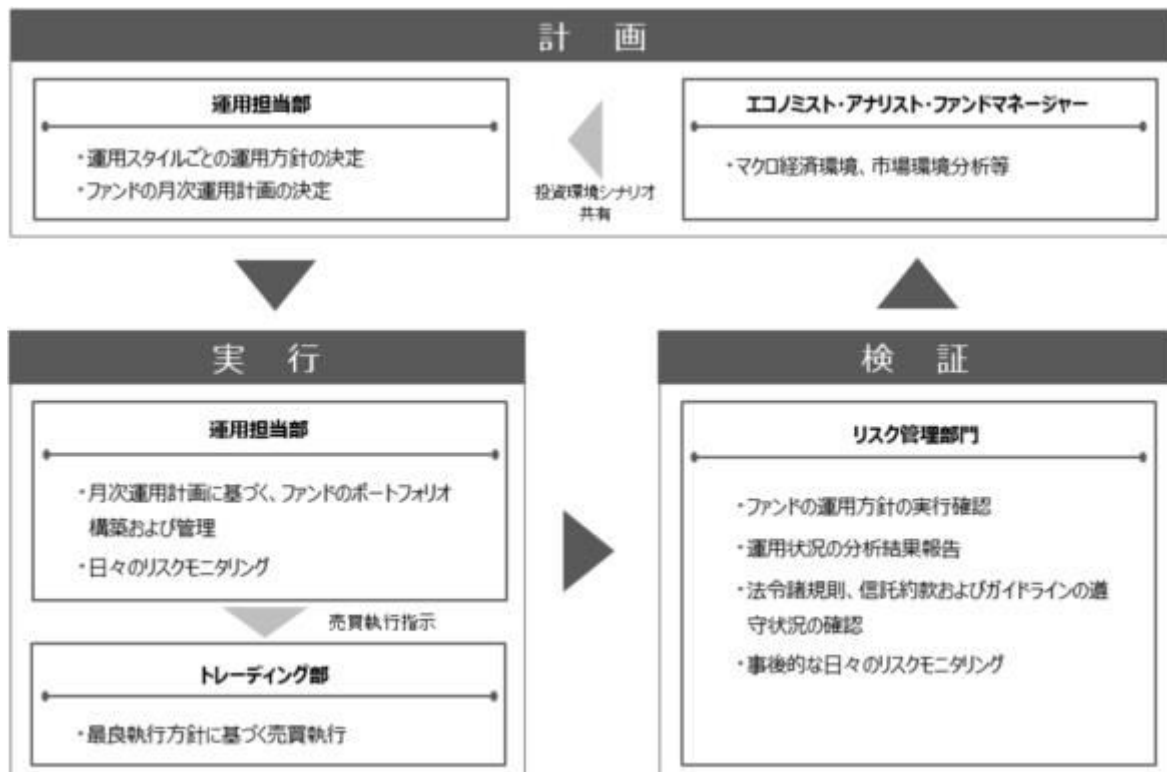 計 画
運用担当部
・運用スタイルごとの運用方針の決定
・ファンドの月次運用計画の決定
投資環境シナリオ
共有
エコノミスト・アナリスト・ファンドマネージャー
・マクロ経済環境、市場環境分析等
実 行
運用担当部
・月次運用計画に基づく、ファンドのポートフォリオ
構築および管理
・日々のリスクモニタリング
売買執行指示
トレーディング部
・最良執行方針に基づく売買執行
検 証
リスク管理部門
・ファンドの運用方針の実行確認
・運用状況の分析結果報告
・法令諸規則、信託約款およびガイドラインの遵
守状況の確認
・事後的な日々のリスクモニタリング